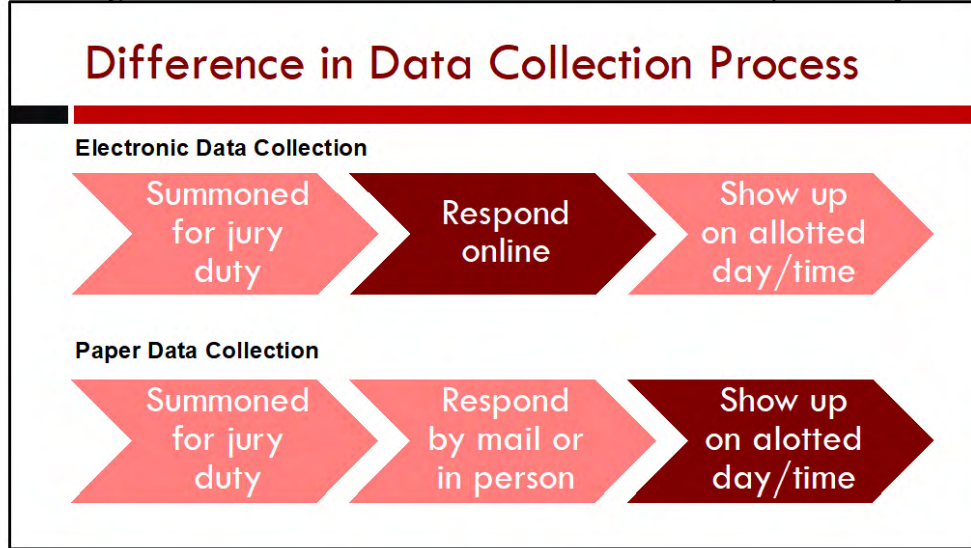 Difference in Data Collection Process
Electronic Data Collection
Summoned
for jury
duty
Respond
online
Show up
on allotted
day/time
Paper Data Collection
Summoned
for jury
duty
Respond
by mail or
in person
Show up
on alotted
day/time